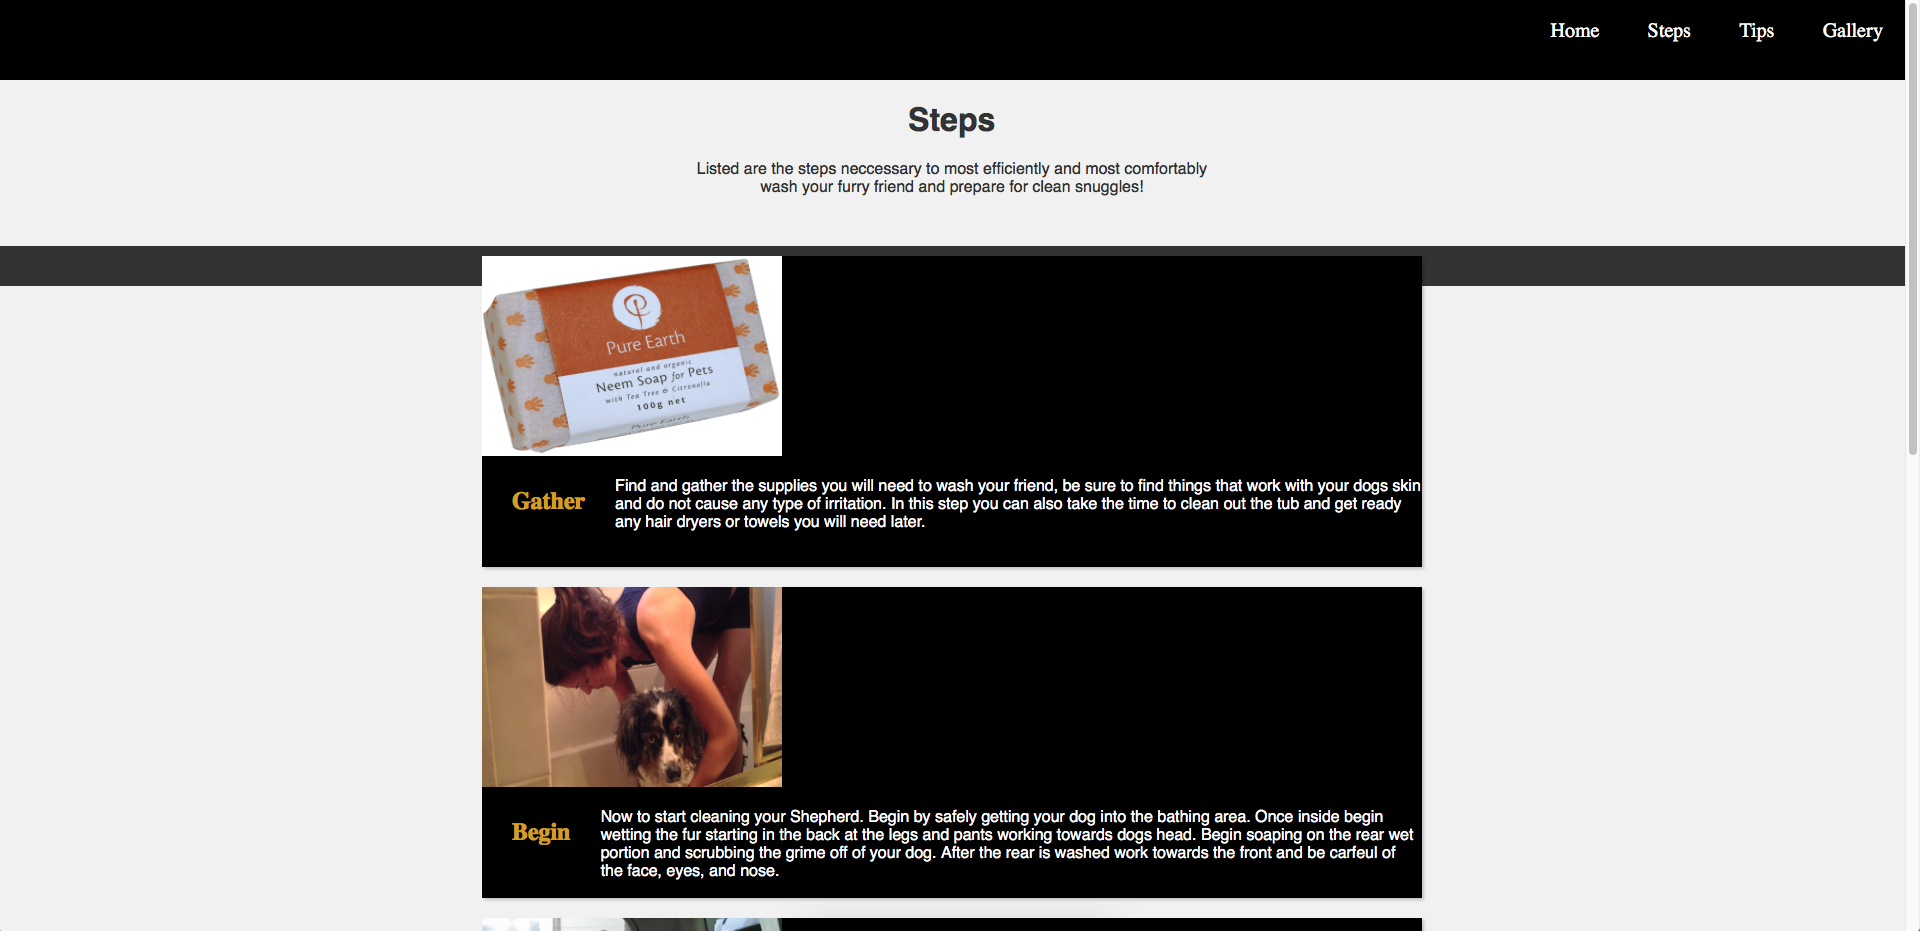 Home Steps Tips Gallery
Steps
Listed are the steps neccessary to most efficiently and most comfortably
wash your furry friend and prepare for clean snuggles!
Pure Earth
natural and organic
Neem Soap for Pets
with Tea Tree & Citronella
100g net
Pure Earth
Gather
Find and gather the supplies you will need to wash your friend, be sure to find things that work with your dogs skin
and do not cause any type of irritation. In this step you can also take the time to clean out the tub and get ready
any hair dryers or towels you will need later.
Begin
Now to start cleaning your Shepherd. Begin by safely getting your dog into the bathing area. Once inside begin
wetting the fur starting in the back at the legs and pants working towards dogs head. Begin soaping on the rear wet
portion and scrubbing the grime off of your dog. After the rear is washed work towards the front and be carfeul of
the face, eyes, and nose.